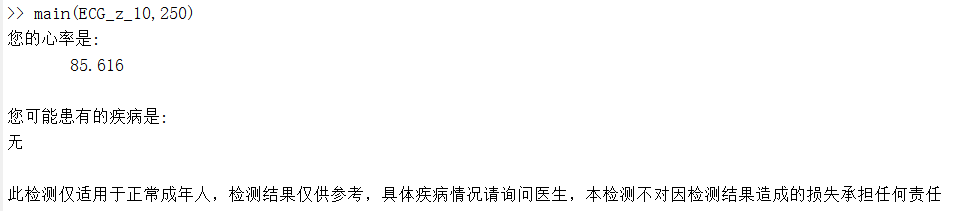 >> main(ECG_z_10,250)
您的心率是:
85.616
您可能患有的疾病是:
无
此检测仅适用于正常成年人，检测结果仅供参考，具体疾病情况请询问医生，本检测不对因检测结果造成的损失承担任何责任